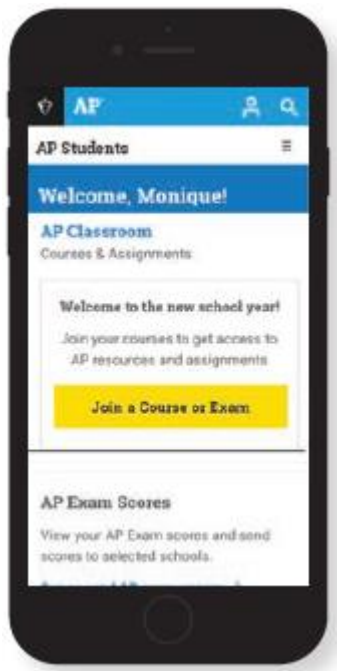 AP
AP Students
Welcome, Monique!
AP Classroom
Courses & Assignments
Welcome to the new school year!
Join your courses to get access to
AP resources and assignments
Join a Course or Exam
AP Exam Scores
View your AP Exam scores and send
scores to selected schools.